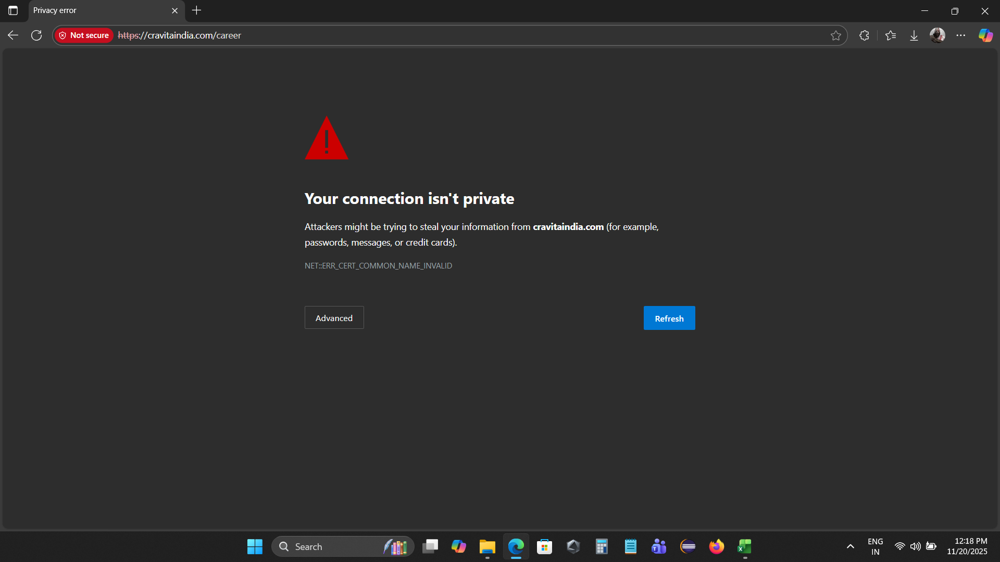 Privacy error
Not secure https://cravitaindia.com/career
!
Your connection isn't private
Attackers might be trying to steal your information from cravitaindia.com (for example,
passwords, messages, or credit cards).
NET::ERR_CERT_COMMON_NAME_INVALID
Advanced
Refresh
Search
ENG
IN
12:18 PM
11/20/2025